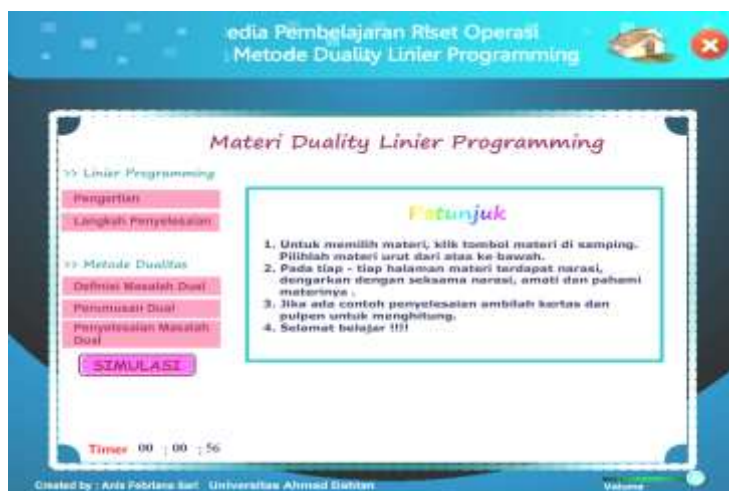 edia Pembelajaran Riset Operasi
Metode Duality Linier Programming
Materi Duality Linier Programming
>> Linier Programming
Pengertian
Langkah Penyelesaian
>> Metode Dualitas
Definisi Masalah Dual
Perumusan Dual
Penyelesaian Masalah
Dual
SIMULASI
Petunjuk
1. Untuk memilih materi, klik tombol materi di samping.
Pilihlah materi urut dari atas ke bawah.
2. Pada tiap - tiap halaman materi terdapat narasi,
dengarkan dengan seksama narasi, amati dan pahami
materinya .
3. Jika ada contoh penyelesaian ambilah kertas dan
pulpen untuk menghitung.
4. Selamat belajar !!!!
Timer 00 : 00 : 56
Created by : Anis Febriana Sari Universitas Ahmad Dahlan
Volume